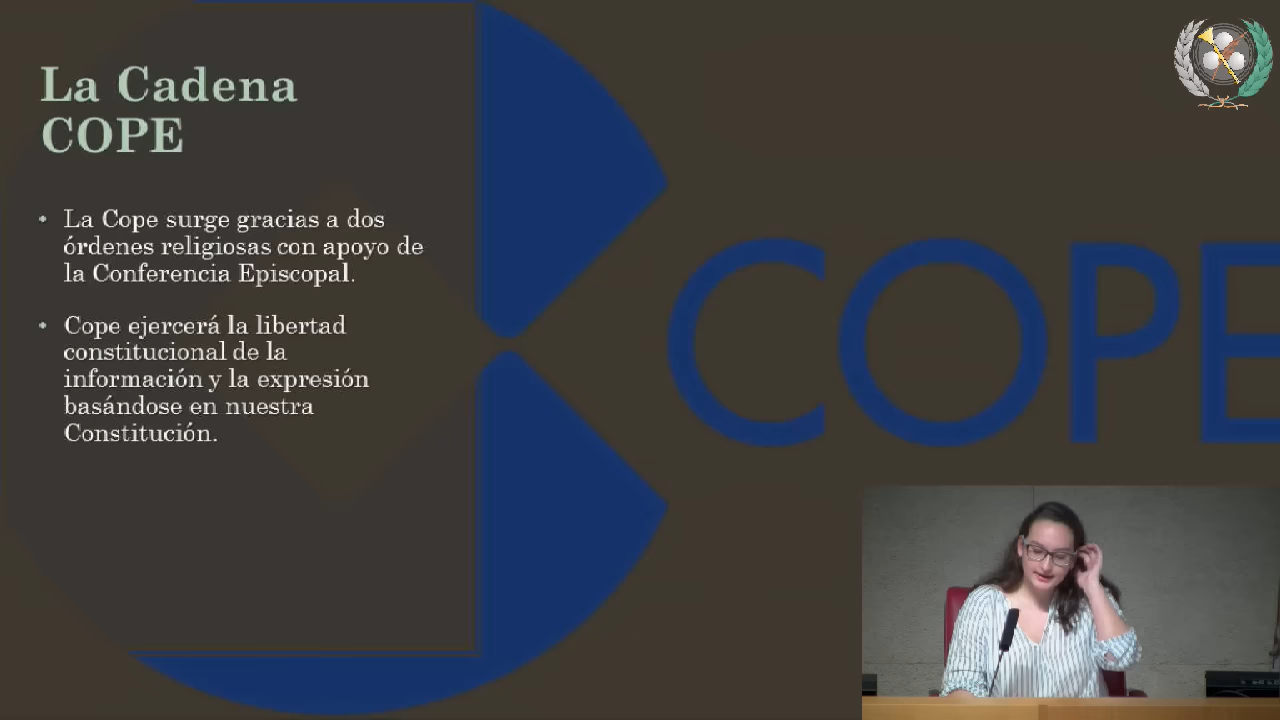 La Cadena
COPE
• La Cope surge gracias a dos
órdenes religiosas con apoyo de
la Conferencia Episcopal.
• Cope ejercerá la libertad
constitucional de la
información y la expresión
basándose en nuestra
Constitución.
COPE